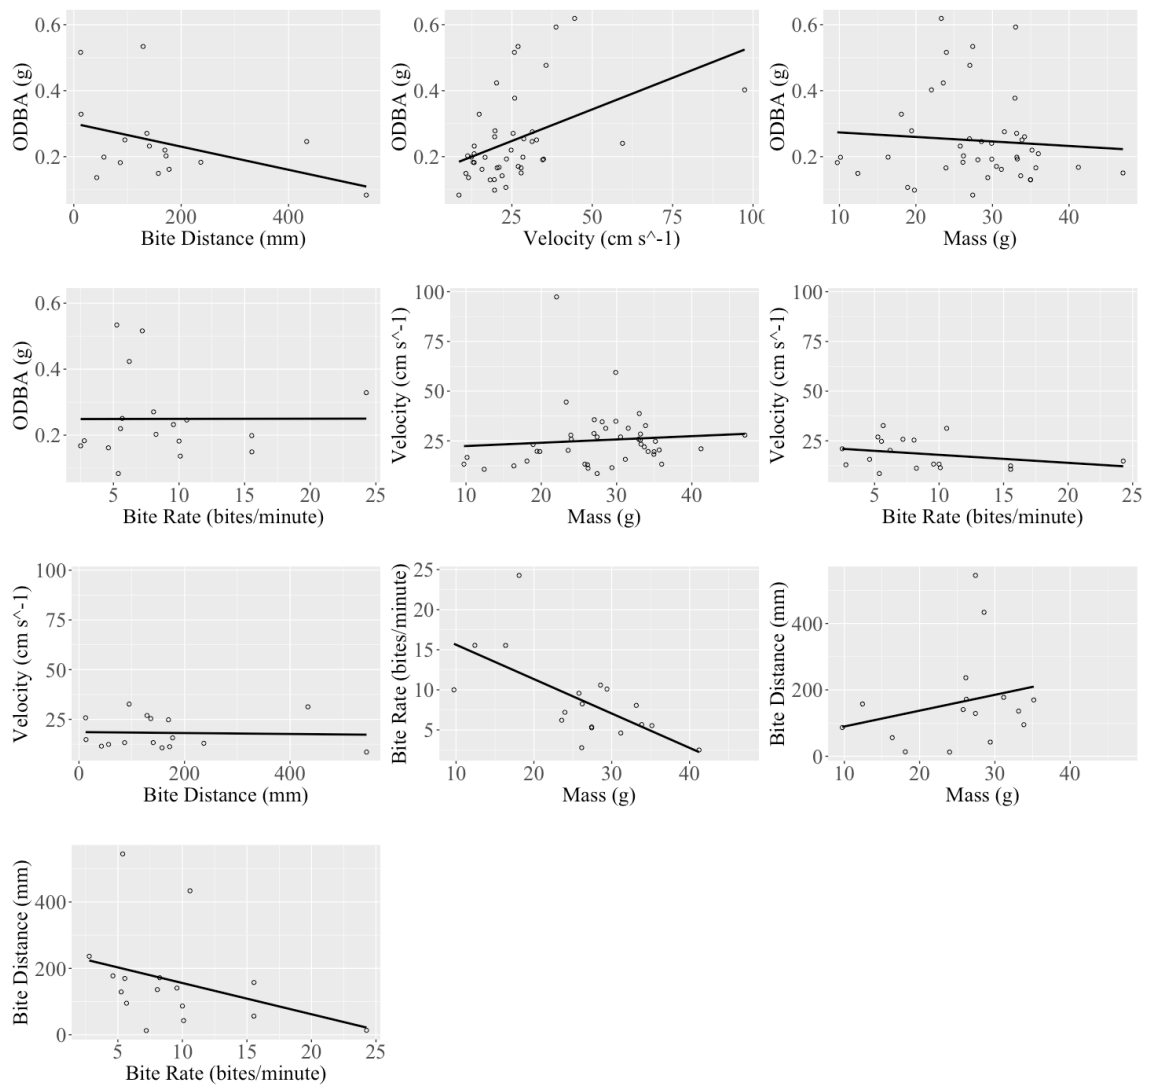 0.6
0.4
0.2
ODBA (g)
0 200 400
Bite Distance (mm)
0.6
0.4
0.2
ODBA (g)
25 50 75 100
Velocity (cm s^-1)
0.6
0.4
0.2
ODBA (g)
10 20 30 40
Mass (g)
0.6
0.4
0.2
ODBA (g)
5 10 15 20 25
Bite Rate (bites/minute)
100
75
50
25
Velocity (cm s^-1)
10 20 30 40
Mass (g)
100
75
50
25
Velocity (cm s^-1)
5 10 15 20 25
Bite Rate (bites/minute)
100
75
50
25
Velocity (cm s^-1)
0 200 400
Bite Distance (mm)
25
20
15
10
5
Bite Rate (bites/minute)
10 20 30 40
Mass (g)
400
200
0
Bite Distance (mm)
10 20 30 40
Mass (g)
400
200
0
Bite Distance (mm)
5 10 15 20 25
Bite Rate (bites/minute)